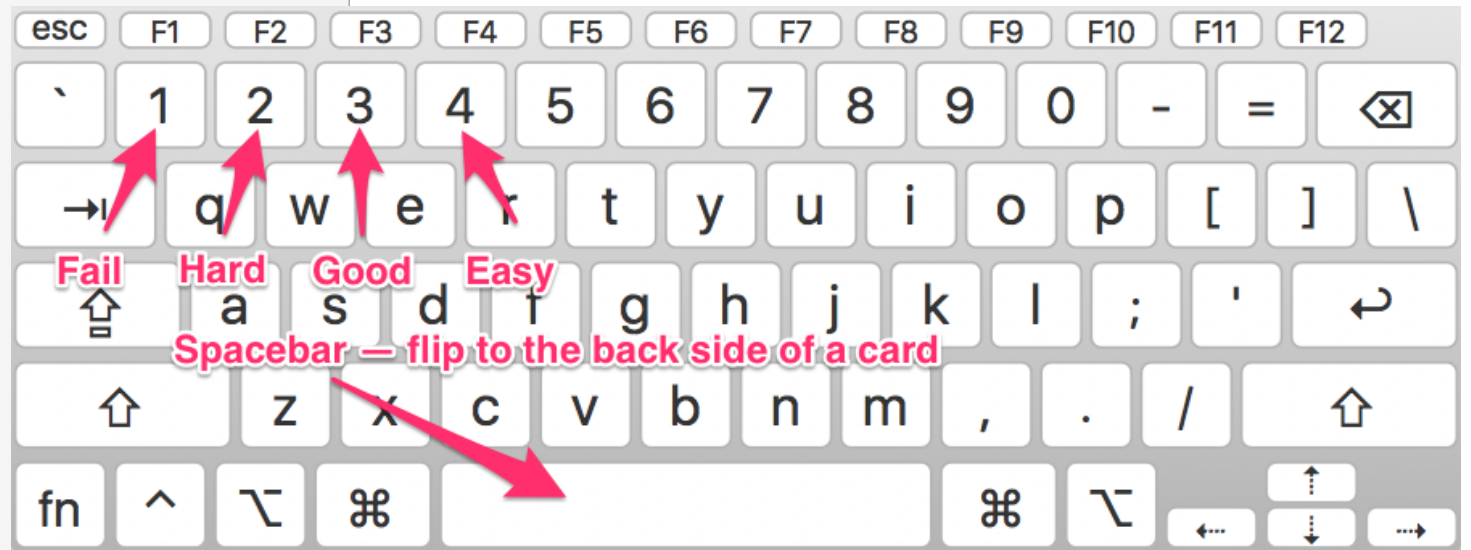 esc F1 F2 F3 F4 F5 F6 F7 F8 F9 F10 F11 F12
` 1 2 3 4 5 6 7 8 9 0 - =
q w e r t y u i o p [ ] \
Fail Hard Good Easy
a s d f g h j k l ; '
Spacebar — flip to the back side of a card
z x c v b n m , . /
fn ^ ⌥ ⌘ ⌘ ⌥